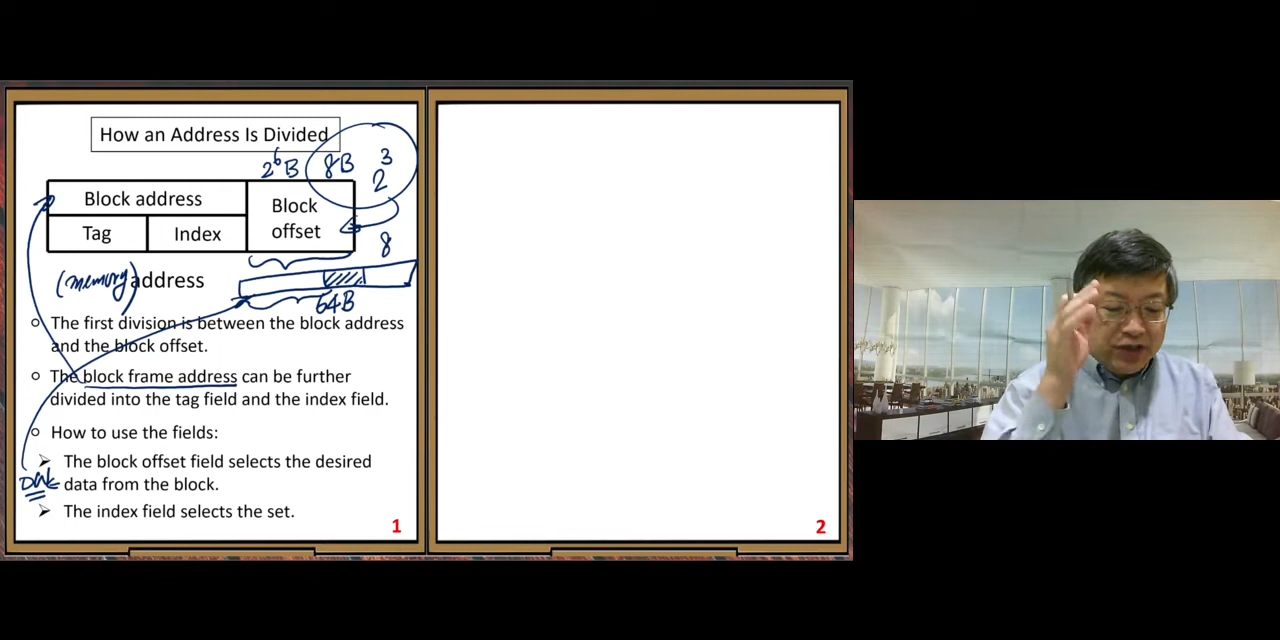 How an Address Is Divided
2⁶B 8B 2³
Block address
Block
offset
Tag Index
8
(memory) address
64B
The first division is between the block address
and the block offset.
The block frame address can be further
divided into the tag field and the index field.
How to use the fields:
The block offset field selects the desired
data from the block.
The index field selects the set.
1
2